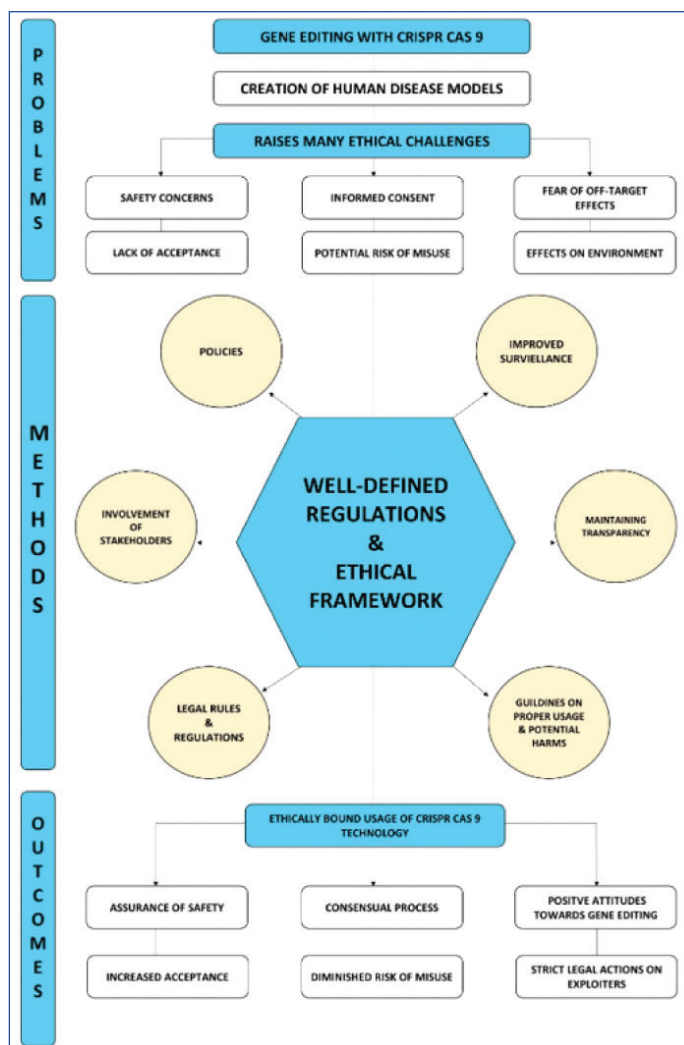 PROBLEMS
GENE EDITING WITH CRISPR CAS 9
CREATION OF HUMAN DISEASE MODELS
RAISES MANY ETHICAL CHALLENGES
SAFETY CONCERNS
INFORMED CONSENT
FEAR OF OFF-TARGET
EFFECTS
LACK OF ACCEPTANCE
POTENTIAL RISK OF MISUSE
EFFECTS ON ENVIRONMENT
METHODS
POLICIES
IMPROVED
SURVIELLANCE
WELL-DEFINED
REGULATIONS
&
ETHICAL
FRAMEWORK
INVOLVEMENT
OF
STAKEHOLDERS
MAINTAINING
TRANSPARENCY
LEGAL RULES
&
REGULATIONS
GUILDINES ON
PROPER USAGE
& POTENTIAL
HARMS
OUTCOMES
ETHICALLY BOUND USAGE OF CRISPR CAS 9
TECHNOLOGY
ASSURANCE OF SAFETY
CONSENSUAL PROCESS
POSITVE ATTITUDES
TOWARDS GENE EDITING
INCREASED ACCEPTANCE
DIMINISHED RISK OF MISUSE
STRICT LEGAL ACTIONS ON
EXPLOITERS